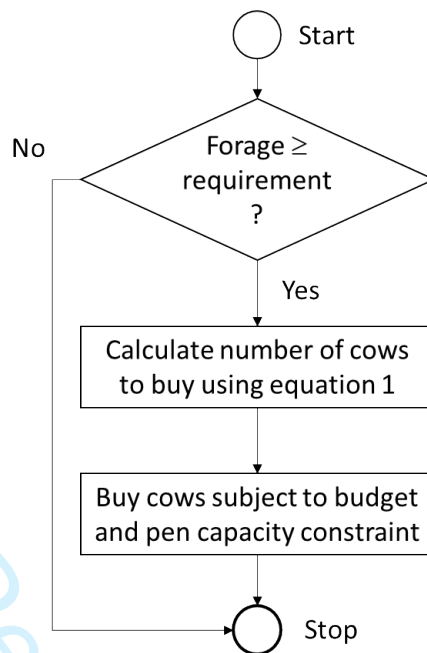 Start
No
Forage ≥
requirement
?
Yes
Calculate number of cows
to buy using equation 1
Buy cows subject to budget
and pen capacity constraint
Stop